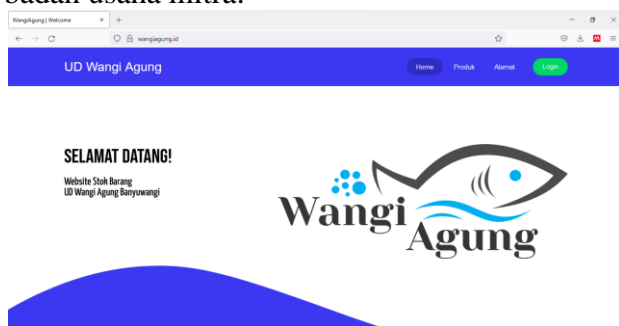 badan usaha mitra.
WangiAgung | Welcome
wangiagung.id
UD Wangi Agung
Home Produk Alamat Login
SELAMAT DATANG!
Website Stok Barang
UD Wangi Agung Banyuwangi
Wangi
Agung